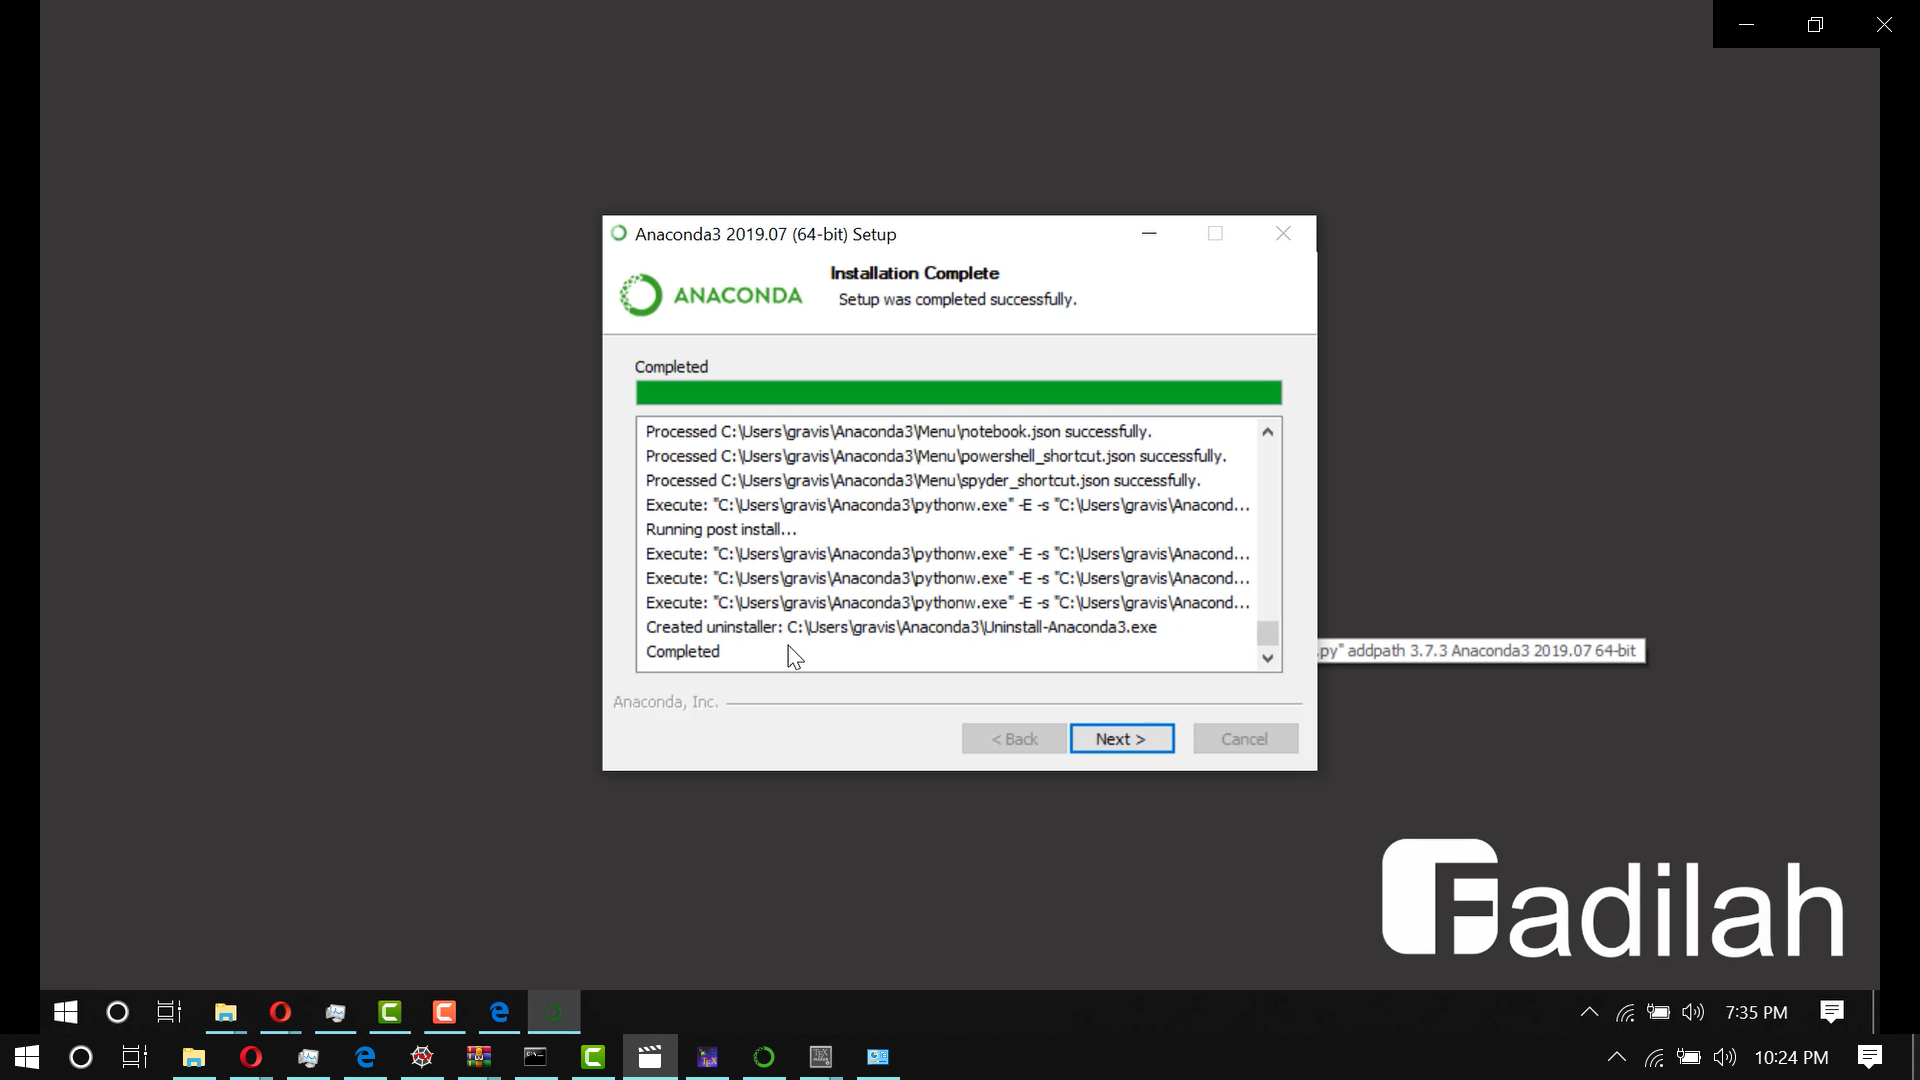 Anaconda3 2019.07 (64-bit) Setup
ANACONDA
Installation Complete
Setup was completed successfully.
Completed
Processed C:\Users\gravis\Anaconda3\Menu\notebook.json successfully.
Processed C:\Users\gravis\Anaconda3\Menu\powershell_shortcut.json successfully.
Processed C:\Users\gravis\Anaconda3\Menu\spyder_shortcut.json successfully.
Execute: "C:\Users\gravis\Anaconda3\pythonw.exe" -E -s "C:\Users\gravis\Anacond...
Running post install...
Execute: "C:\Users\gravis\Anaconda3\pythonw.exe" -E -s "C:\Users\gravis\Anacond...
Execute: "C:\Users\gravis\Anaconda3\pythonw.exe" -E -s "C:\Users\gravis\Anacond...
Execute: "C:\Users\gravis\Anaconda3\pythonw.exe" -E -s "C:\Users\gravis\Anacond...
Created uninstaller: C:\Users\gravis\Anaconda3\Uninstall-Anaconda3.exe
Completed
.py" addpath 3.7.3 Anaconda3 2019.07 64-bit
Anaconda, Inc.
< Back
Next >
Cancel
Fadilah
7:35 PM
10:24 PM